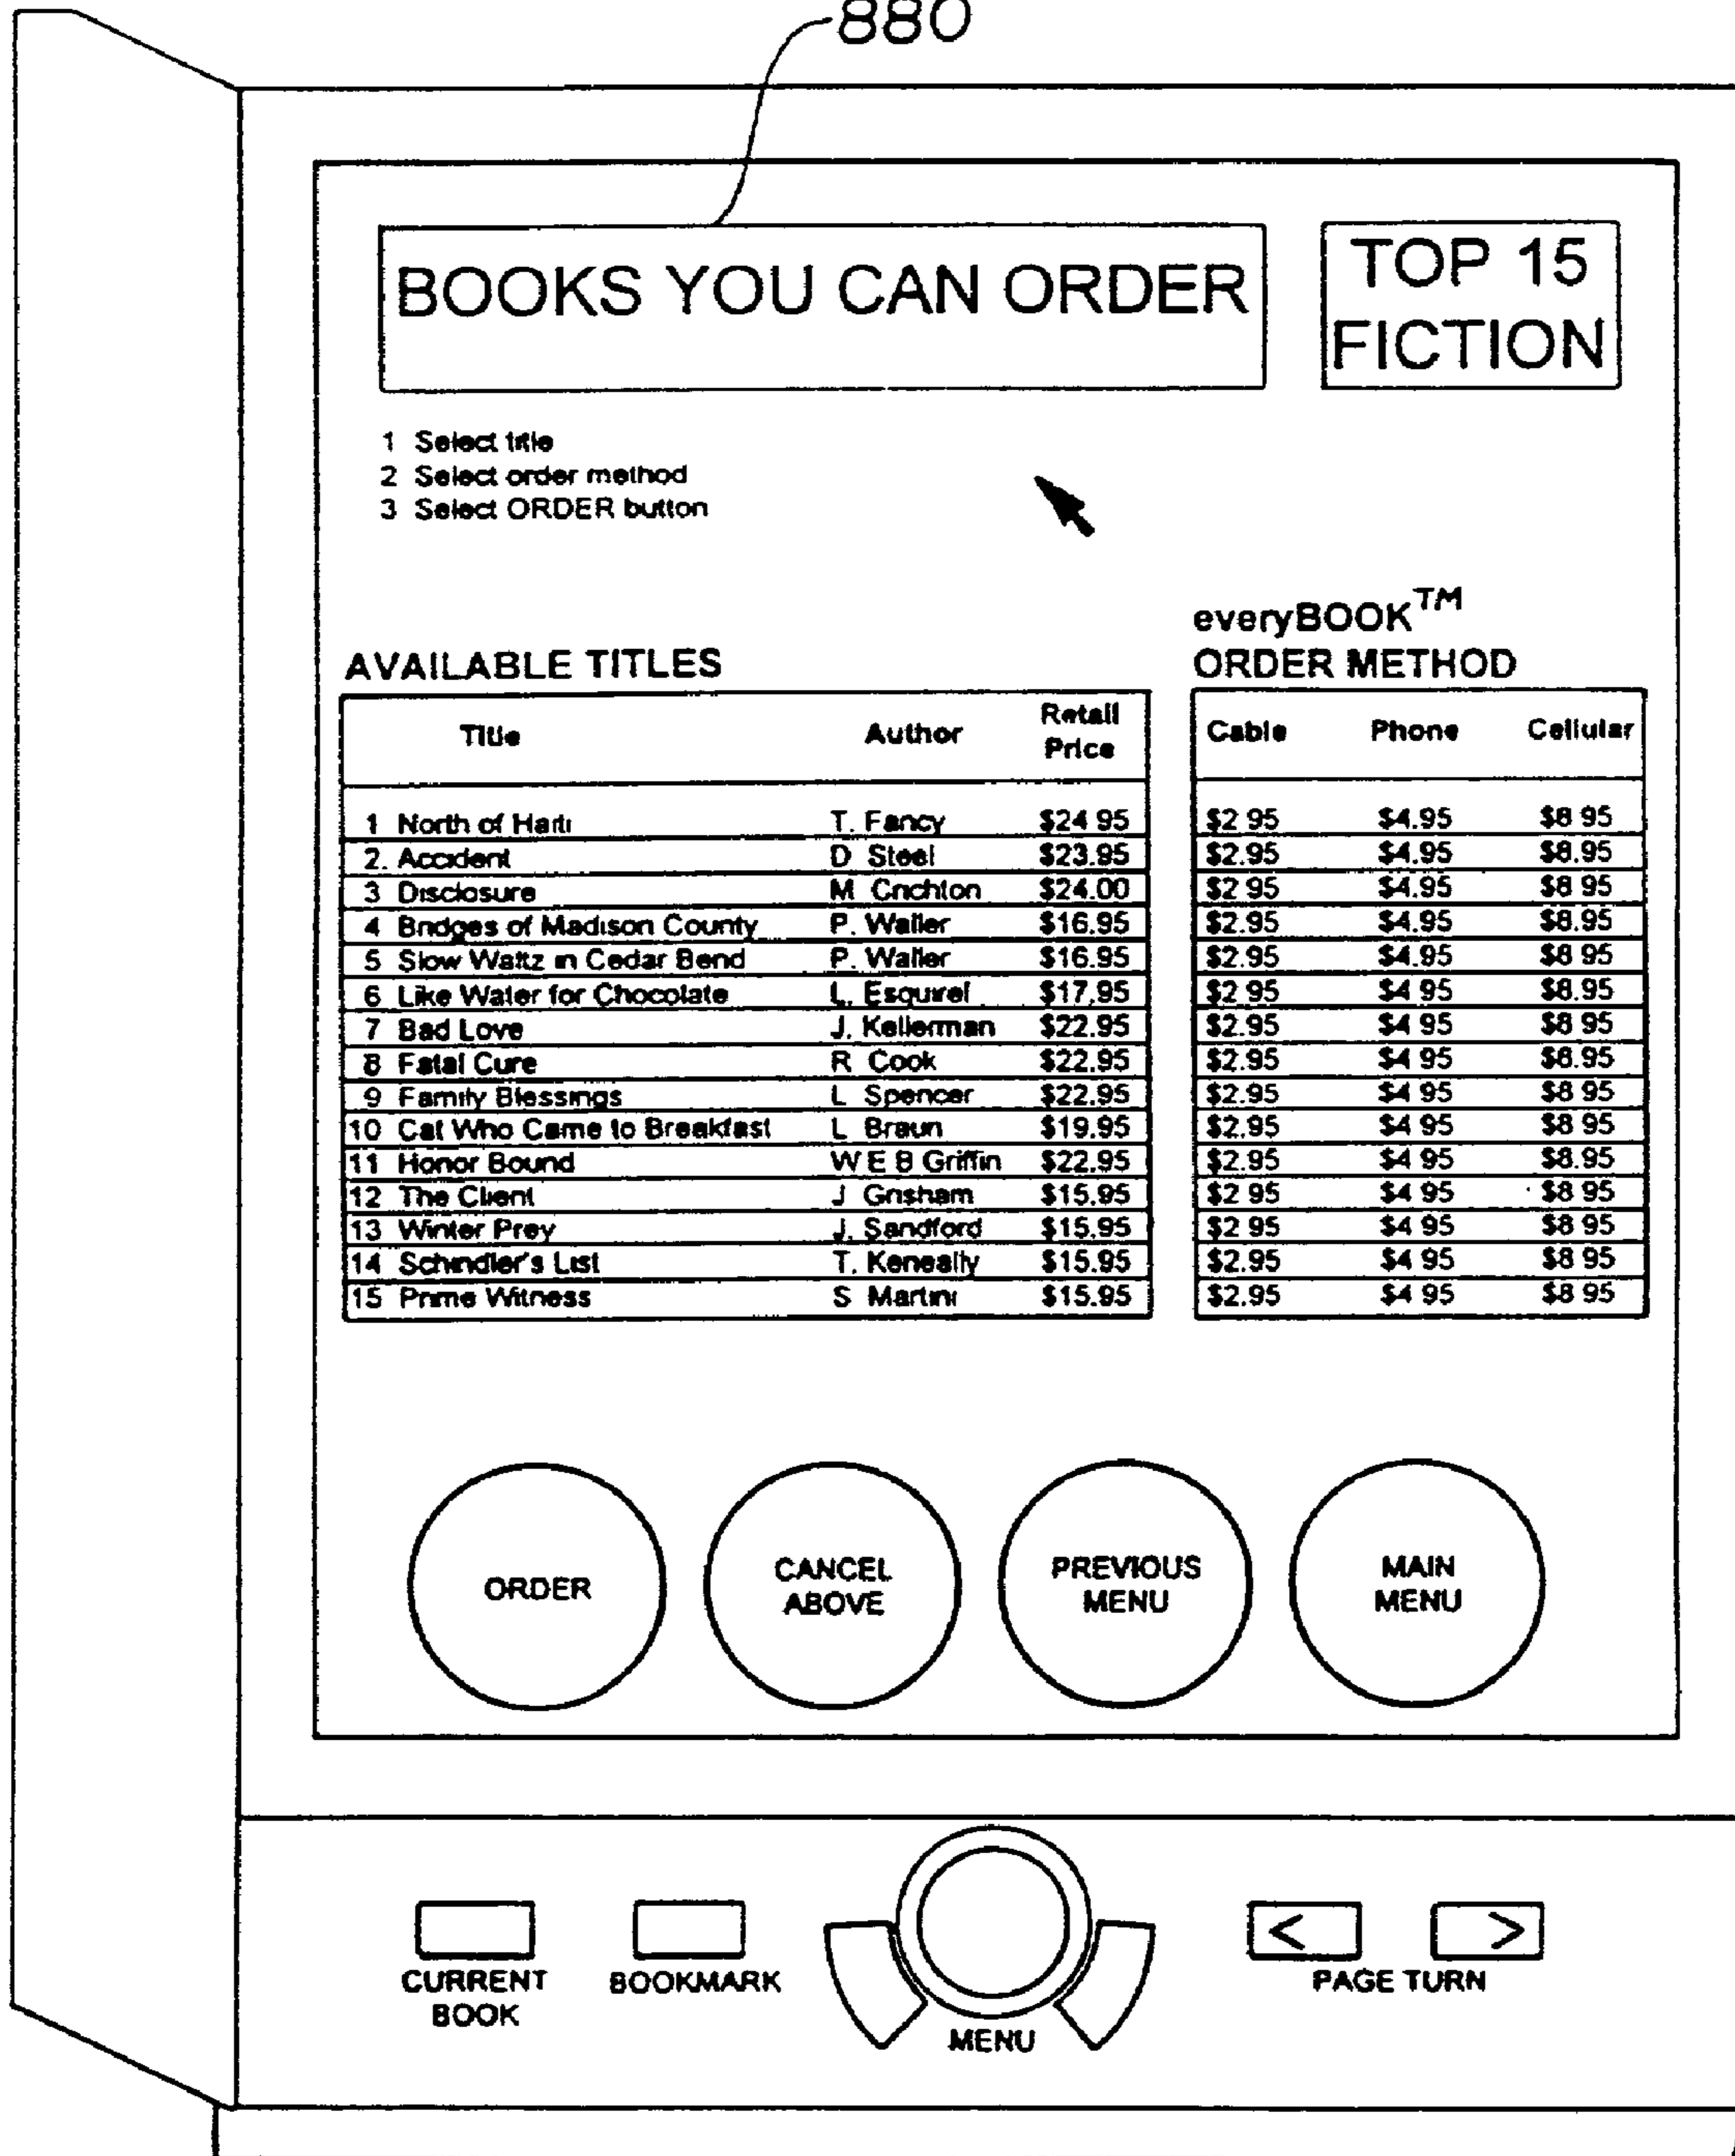 880
BOOKS YOU CAN ORDER
TOP 15
FICTION
1 Select title
2 Select order method
3 Select ORDER button
everyBOOK™
AVAILABLE TITLES
ORDER METHOD
Title Author Retail Price
Cable Phone Cellular
1 North of Haiti T. Fancy $24 95 $2 95 $4.95 $8 95
2. Accident D Steel $23.95 $2.95 $4.95 $8.95
3 Disclosure M Crichton $24.00 $2 95 $4.95 $8 95
4 Bridges of Madison County P. Waller $16.95 $2.95 $4.95 $8.95
5 Slow Waltz in Cedar Bend P. Waller $16.95 $2.95 $4.95 $8 95
6 Like Water for Chocolate L. Esquirel $17.95 $2 95 $4 95 $8.95
7 Bad Love J. Kellerman $22.95 $2.95 $4 95 $8 95
8 Fatal Cure R Cook $22.95 $2.95 $4 95 $8.95
9 Family Blessings L Spencer $22.95 $2.95 $4 95 $8 95
10 Cat Who Came to Breakfast L Braun $19.95 $2.95 $4 95 $8 95
11 Honor Bound W E B Griffin $22.95 $2.95 $4 95 $8.95
12 The Client J Grisham $15.95 $2 95 $4 95 $8 95
13 Winter Prey J. Sandford $15.95 $2 95 $4 95 $8 95
14 Schindler's List T. Keneally $15.95 $2.95 $4 95 $8 95
15 Prime Witness S Martini $15.95 $2.95 $4 95 $8 95
ORDER
CANCEL
ABOVE
PREVIOUS
MENU
MAIN
MENU
< >
CURRENT
BOOK
BOOKMARK
MENU
PAGE TURN